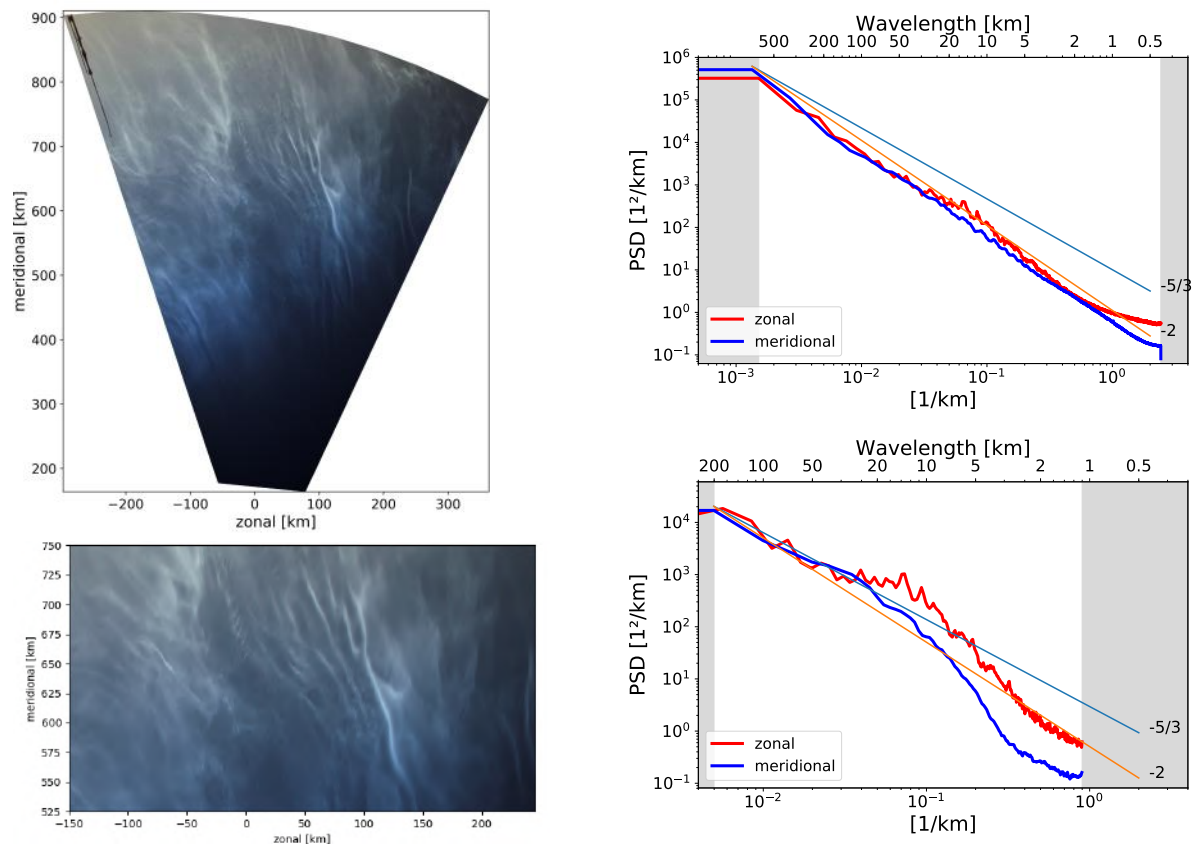 900
800
700
600
500
400
300
200
meridional [km]
−200 −100 0 100 200 300
zonal [km]
Wavelength [km]
500 200 100 50 20 10 5 2 1 0.5
10⁶
10⁵
10⁴
10³
10²
10¹
10⁰
10⁻¹
PSD [1²/km]
-5/3
-2
zonal
meridional
10⁻³ 10⁻² 10⁻¹ 10⁰
[1/km]
750
725
700
675
650
625
600
575
550
525
meridional [km]
−150 −100 −50 0 50 100 150 200
zonal [km]
Wavelength [km]
200 100 50 20 10 5 2 1 0.5
10⁴
10³
10²
10¹
10⁰
10⁻¹
PSD [1²/km]
-5/3
-2
zonal
meridional
10⁻² 10⁻¹ 10⁰
[1/km]